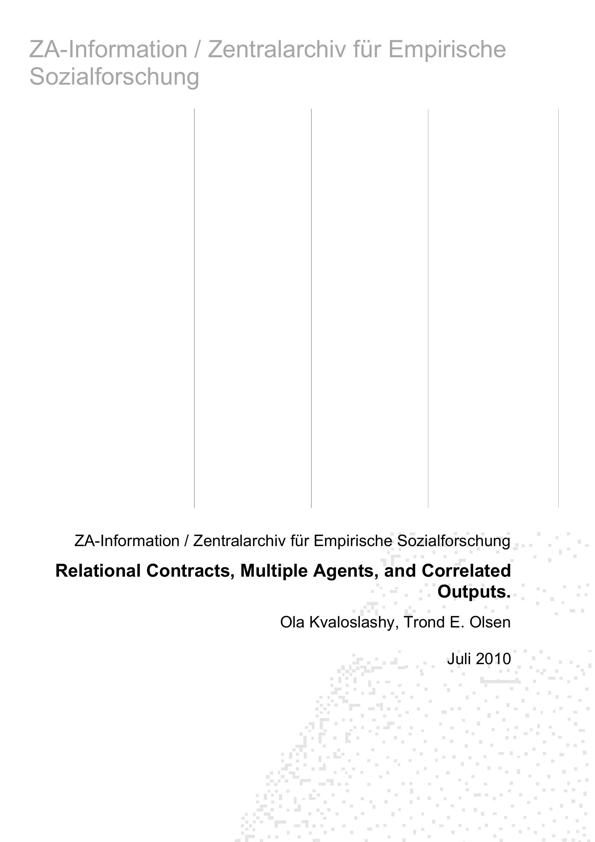 ZA-Information / Zentralarchiv für Empirische
Sozialforschung
ZA-Information / Zentralarchiv für Empirische Sozialforschung
Relational Contracts, Multiple Agents, and Correlated
Outputs.
Ola Kvaloslashy, Trond E. Olsen
Juli 2010